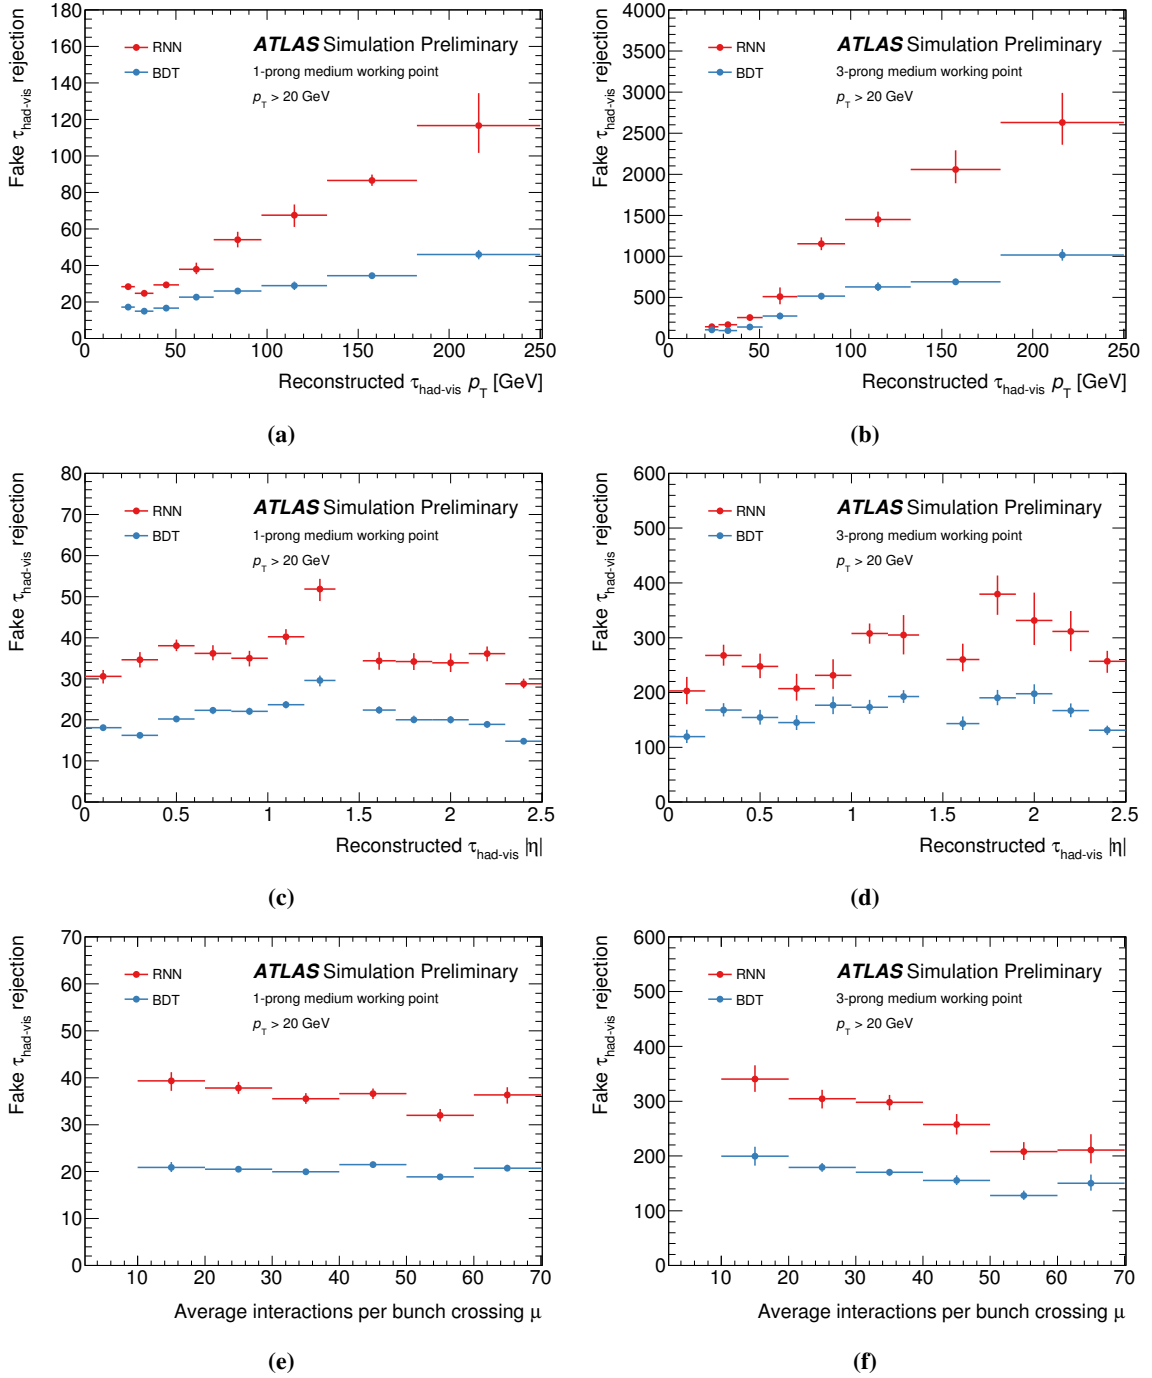 Fake τhad-vis rejection
180
160
140
120
100
80
60
40
20
0
RNN
BDT
ATLAS Simulation Preliminary
1-prong medium working point
pT > 20 GeV
0 50 100 150 200 250
Reconstructed τhad-vis pT [GeV]
(a)
Fake τhad-vis rejection
4000
3500
3000
2500
2000
1500
1000
500
0
RNN
BDT
ATLAS Simulation Preliminary
3-prong medium working point
pT > 20 GeV
0 50 100 150 200 250
Reconstructed τhad-vis pT [GeV]
(b)
Fake τhad-vis rejection
80
70
60
50
40
30
20
10
0
RNN
BDT
ATLAS Simulation Preliminary
1-prong medium working point
pT > 20 GeV
0 0.5 1 1.5 2 2.5
Reconstructed τhad-vis |η|
(c)
Fake τhad-vis rejection
600
500
400
300
200
100
0
RNN
BDT
ATLAS Simulation Preliminary
3-prong medium working point
pT > 20 GeV
0 0.5 1 1.5 2 2.5
Reconstructed τhad-vis |η|
(d)
Fake τhad-vis rejection
70
60
50
40
30
20
10
0
RNN
BDT
ATLAS Simulation Preliminary
1-prong medium working point
pT > 20 GeV
10 20 30 40 50 60 70
Average interactions per bunch crossing μ
(e)
Fake τhad-vis rejection
600
500
400
300
200
100
0
RNN
BDT
ATLAS Simulation Preliminary
3-prong medium working point
pT > 20 GeV
10 20 30 40 50 60 70
Average interactions per bunch crossing μ
(f)